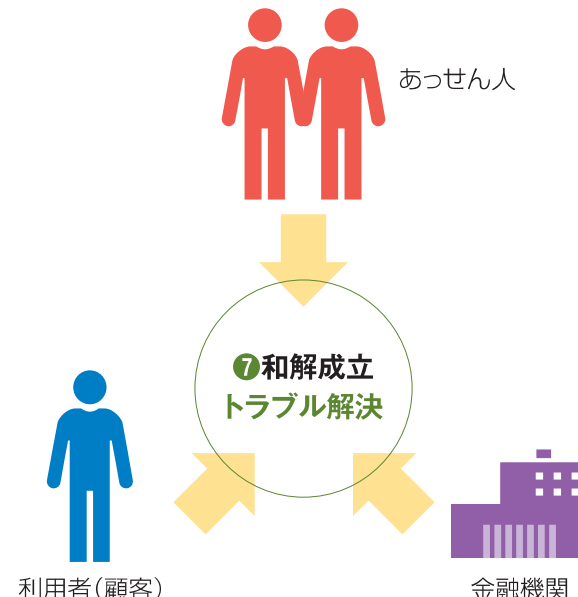 あっせん人
❼和解成立
トラブル解決
利用者(顧客)
金融機関